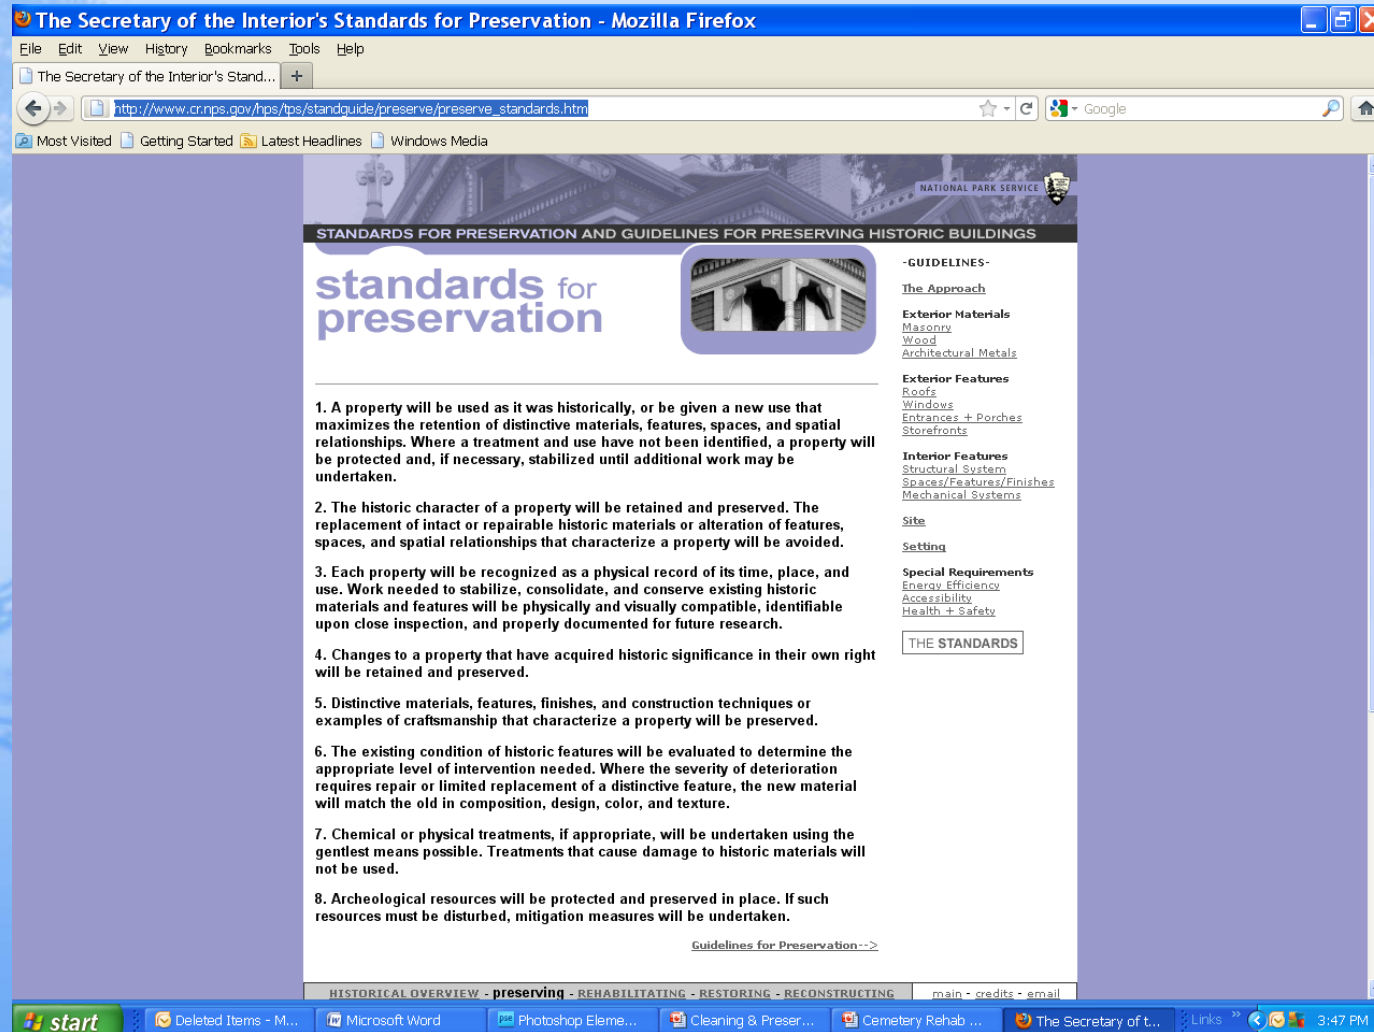 The Secretary of the Interior's Standards for Preservation - Mozilla Firefox
File Edit View History Bookmarks Tools Help
The Secretary of the Interior's Stand... +
http://www.cr.nps.gov/hps/tps/standguide/preserve/preserve_standards.htm
Google
Most Visited Getting Started Latest Headlines Windows Media
NATIONAL PARK SERVICE
STANDARDS FOR PRESERVATION AND GUIDELINES FOR PRESERVING HISTORIC BUILDINGS
standards for
preservation
1. A property will be used as it was historically, or be given a new use that
maximizes the retention of distinctive materials, features, spaces, and spatial
relationships. Where a treatment and use have not been identified, a property will
be protected and, if necessary, stabilized until additional work may be
undertaken.
2. The historic character of a property will be retained and preserved. The
replacement of intact or repairable historic materials or alteration of features,
spaces, and spatial relationships that characterize a property will be avoided.
3. Each property will be recognized as a physical record of its time, place, and
use. Work needed to stabilize, consolidate, and conserve existing historic
materials and features will be physically and visually compatible, identifiable
upon close inspection, and properly documented for future research.
4. Changes to a property that have acquired historic significance in their own right
will be retained and preserved.
5. Distinctive materials, features, finishes, and construction techniques or
examples of craftsmanship that characterize a property will be preserved.
6. The existing condition of historic features will be evaluated to determine the
appropriate level of intervention needed. Where the severity of deterioration
requires repair or limited replacement of a distinctive feature, the new material
will match the old in composition, design, color, and texture.
7. Chemical or physical treatments, if appropriate, will be undertaken using the
gentlest means possible. Treatments that cause damage to historic materials will
not be used.
8. Archeological resources will be protected and preserved in place. If such
resources must be disturbed, mitigation measures will be undertaken.
Guidelines for Preservation-->
-GUIDELINES-
The Approach
Exterior Materials
Masonry
Wood
Architectural Metals
Exterior Features
Roofs
Windows
Entrances + Porches
Storefronts
Interior Features
Structural System
Spaces/Features/Finishes
Mechanical Systems
Site
Setting
Special Requirements
Energy Efficiency
Accessibility
Health + Safety
THE STANDARDS
HISTORICAL OVERVIEW - preserving - REHABILITATING - RESTORING - RECONSTRUCTING
main - credits - email
start Deleted Items - M... Microsoft Word Photoshop Eleme... Cleaning & Preser... Cemetery Rehab ... The Secretary of t... Links » 3:47 PM